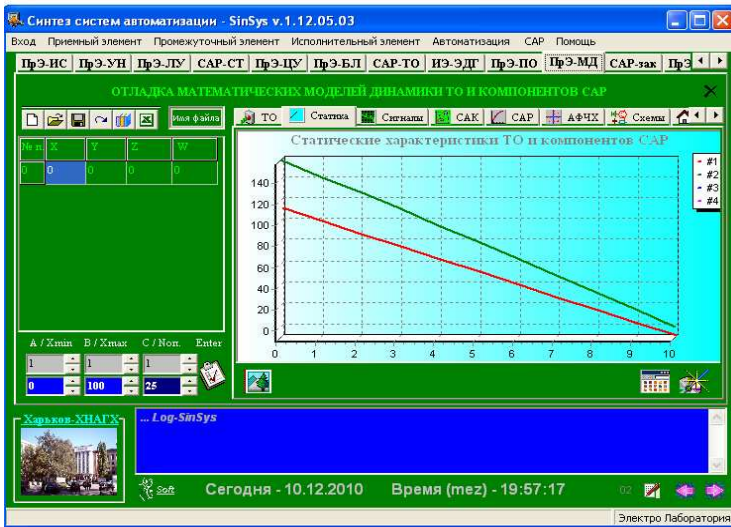 Синтез систем автоматизации - SinSys v.1.12.05.03
Вход Приемный элемент Промежуточный элемент Исполнительный элемент Автоматизация САР Помощь
ПрЭ-ИС ПрЭ-УН ПрЭ-ЛУ САР-СТ ПрЭ-ЦУ ПрЭ-БЛ САР-ТО ИЭ-ЭДГ ПрЭ-ПО ПрЭ-МД САР-зак ПрЭ
ОТЛАДКА МАТЕМАТИЧЕСКИХ МОДЕЛЕЙ ДИНАМИКИ ТО И КОМПОНЕНТОВ САР
Имя файла ТО Статика Сигналы САК САР АФЧХ Схемы
№ п. X Y Z W
0 0 0 0 0
Статические характеристики ТО и компонентов САР
#1
#2
#3
#4
140
120
100
80
60
40
20
0
0 1 2 3 4 5 6 7 8 9 10
A / Xmin B / Xmax C / Nоп. Enter
1 1 1
0 100 25
Харьков-ХНАГХ
... Log-SinSys
Soft Сегодня - 10.12.2010 Время (mez) - 19:57:17 02
Электро Лаборатория